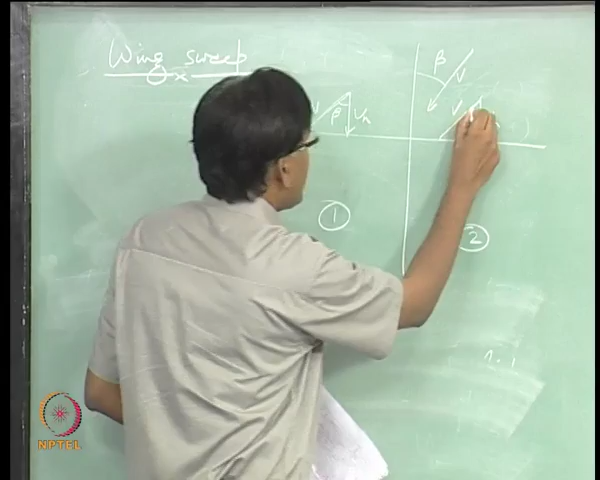 Wing sweep
β V
V β Vn V
1
2
NPTEL